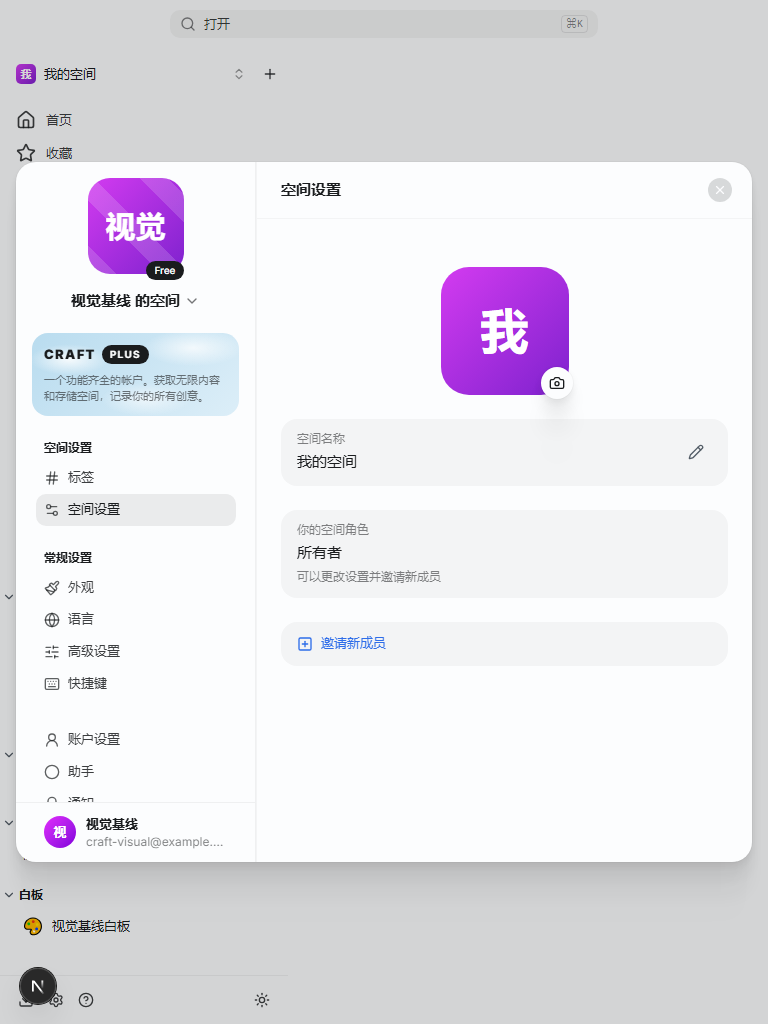 打开
⌘K
我
我的空间
首页
收藏
视觉
Free
视觉基线 的空间
CRAFT PLUS
一个功能齐全的帐户。获取无限内容
和存储空间，记录你的所有创意。
空间设置
标签
空间设置
常规设置
外观
语言
高级设置
快捷键
账户设置
助手
通知
视
视觉基线
craft-visual@example....
空间设置
我
空间名称
我的空间
你的空间角色
所有者
可以更改设置并邀请新成员
邀请新成员
白板
视觉基线白板
N